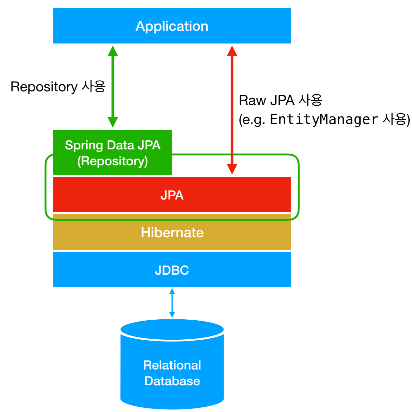 Application
Repository 사용
Raw JPA 사용
(e.g. EntityManager 사용)
Spring Data JPA
(Repository)
JPA
Hibernate
JDBC
Relational
Database